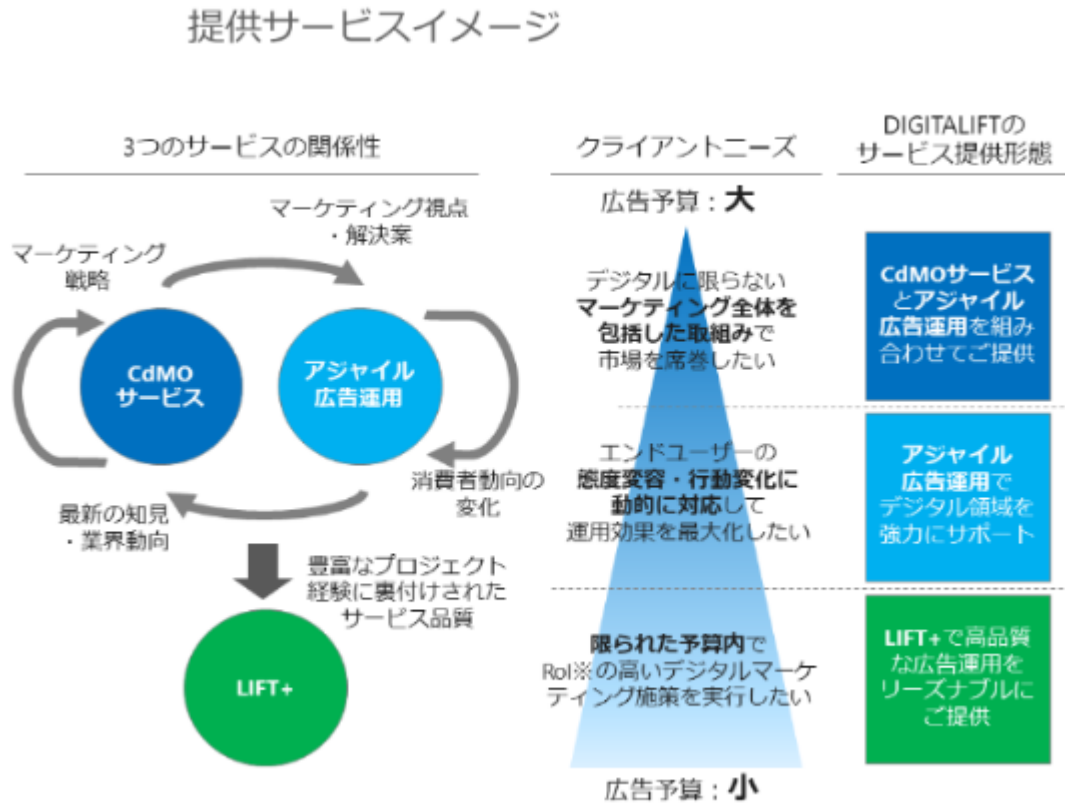 提供サービスイメージ
3つのサービスの関係性
マーケティング視点
・解決案
マーケティング
戦略
CdMO
サービス
アジャイル
広告運用
消費者動向の
変化
最新の知見
・業界動向
豊富なプロジェクト
経験に裏付けされた
サービス品質
LIFT+
クライアントニーズ
広告予算：大
デジタルに限らない
マーケティング全体を
包括した取組みで
市場を席巻したい
エンドユーザーの
態度変容・行動変化に
動的に対応して
運用効果を最大化したい
限られた予算内で
RoI※の高いデジタルマーケ
ティング施策を実行したい
広告予算：小
DIGITALIFTの
サービス提供形態
CdMOサービス
とアジャイル
広告運用を組み
合わせてご提供
アジャイル
広告運用で
デジタル領域を
強力にサポート
LIFT+で高品質
な広告運用を
リーズナブルに
ご提供